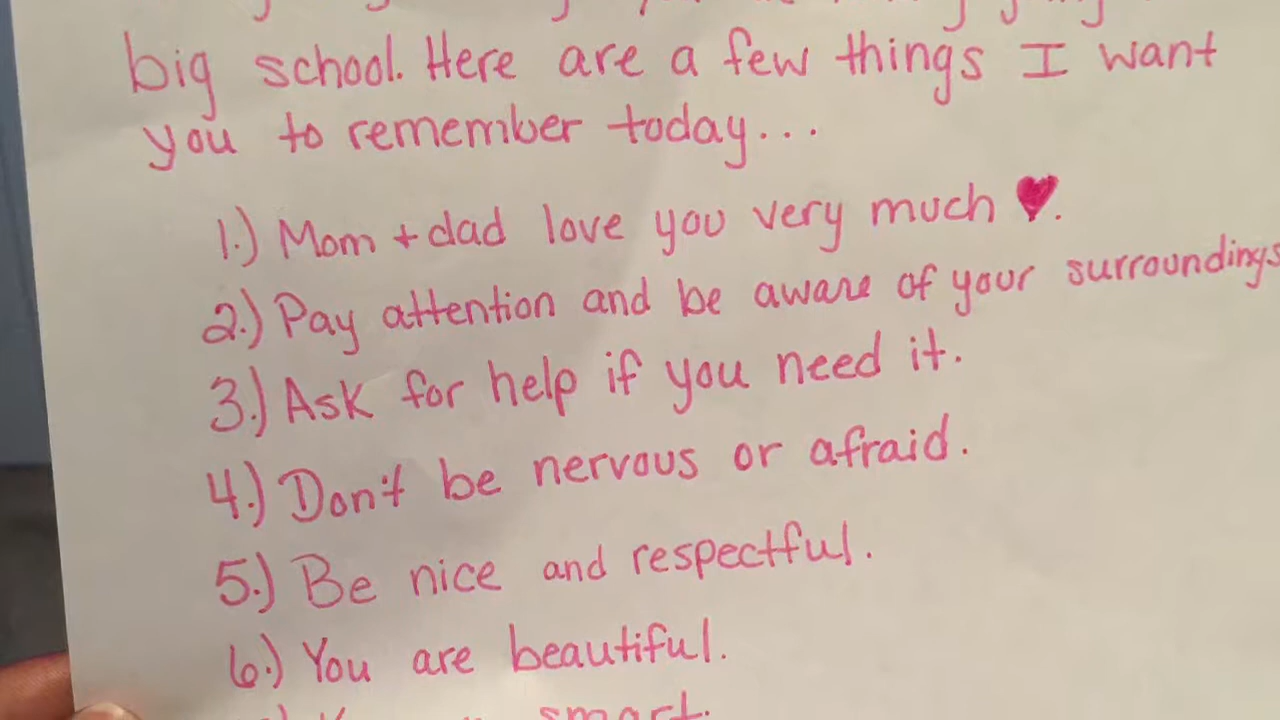 big school. Here are a few things I want
you to remember today...
1.) Mom + dad love you very much ♥.
2.) Pay attention and be aware of your surroundings
3.) Ask for help if you need it.
4.) Don't be nervous or afraid.
5.) Be nice and respectful.
6.) You are beautiful.
smart.